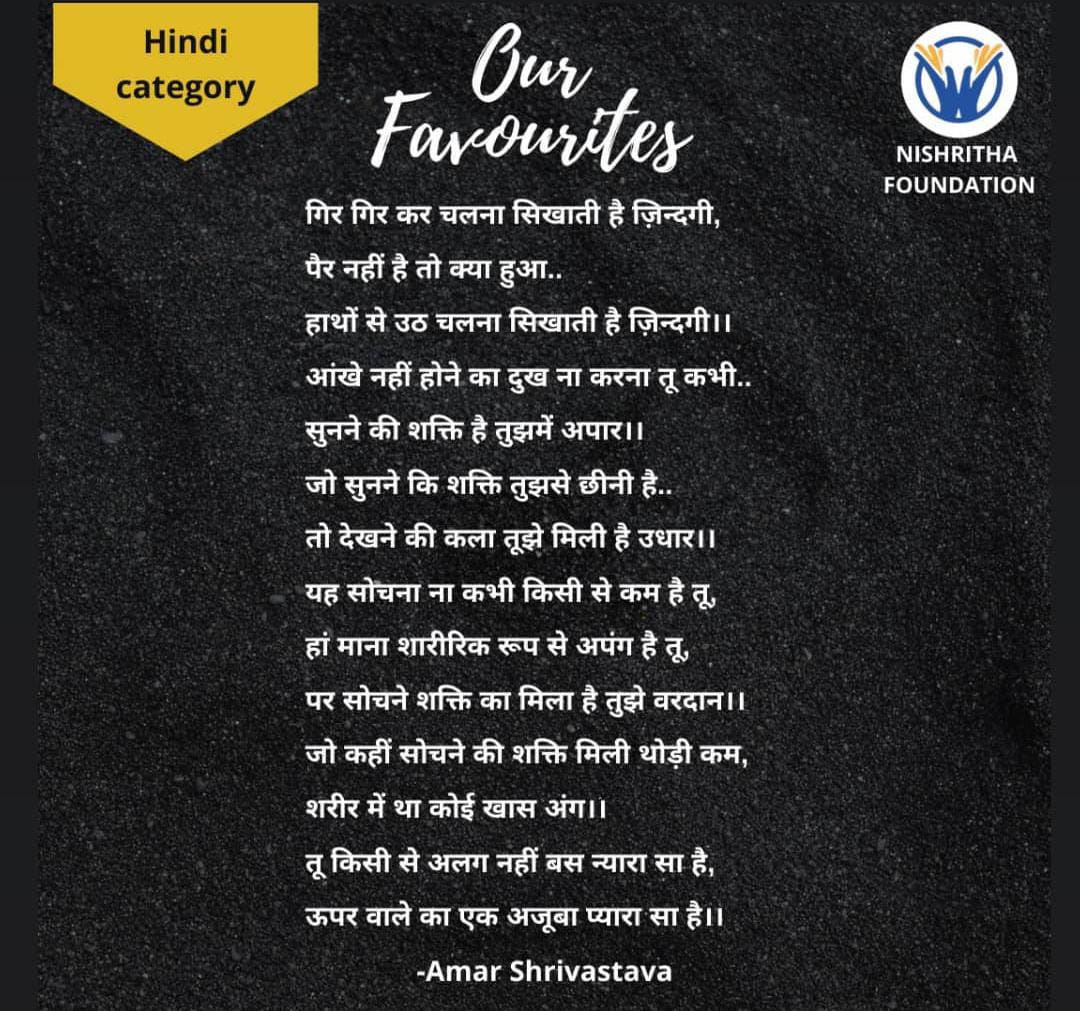 Hindi
category
Our
Favourites
NISHRITHA
FOUNDATION
गिर गिर कर चलना सिखाती है ज़िन्दगी,
पैर नहीं है तो क्या हुआ..
हाथों से उठ चलना सिखाती है ज़िन्दगी।।
आंखे नहीं होने का दुख ना करना तू कभी..
सुनने की शक्ति है तुझमें अपार।।
जो सुनने कि शक्ति तुझसे छीनी है..
तो देखने की कला तूझे मिली है उधार।।
यह सोचना ना कभी किसी से कम है तू,
हां माना शारीरिक रूप से अपंग है तू,
पर सोचने शक्ति का मिला है तुझे वरदान।।
जो कहीं सोचने की शक्ति मिली थोड़ी कम,
शरीर में था कोई खास अंग।।
तू किसी से अलग नहीं बस न्यारा सा है,
ऊपर वाले का एक अजूबा प्यारा सा है।।
-Amar Shrivastava